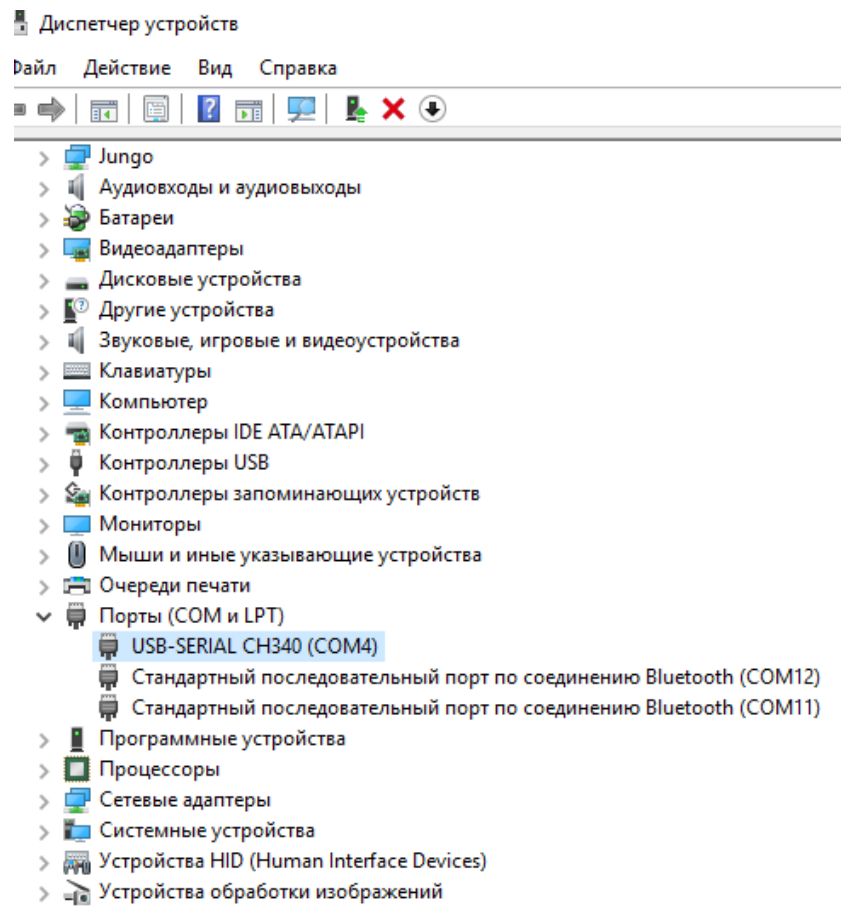 Диспетчер устройств
Файл Действие Вид Справка
Jungo
Аудиовходы и аудиовыходы
Батареи
Видеоадаптеры
Дисковые устройства
Другие устройства
Звуковые, игровые и видеоустройства
Клавиатуры
Компьютер
Контроллеры IDE ATA/ATAPI
Контроллеры USB
Контроллеры запоминающих устройств
Мониторы
Мыши и иные указывающие устройства
Очереди печати
Порты (COM и LPT)
USB-SERIAL CH340 (COM4)
Стандартный последовательный порт по соединению Bluetooth (COM12)
Стандартный последовательный порт по соединению Bluetooth (COM11)
Программные устройства
Процессоры
Сетевые адаптеры
Системные устройства
Устройства HID (Human Interface Devices)
Устройства обработки изображений